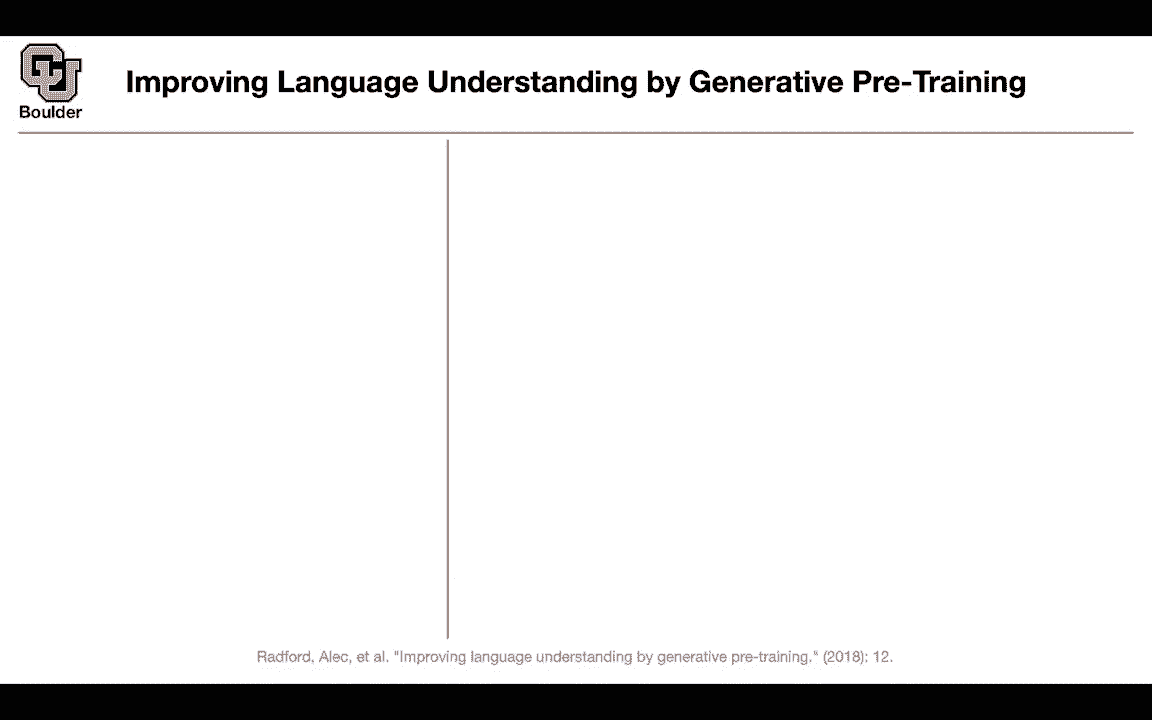 CU
Boulder
Improving Language Understanding by Generative Pre-Training
Radford, Alec, et al. "Improving language understanding by generative pre-training." (2018): 12.